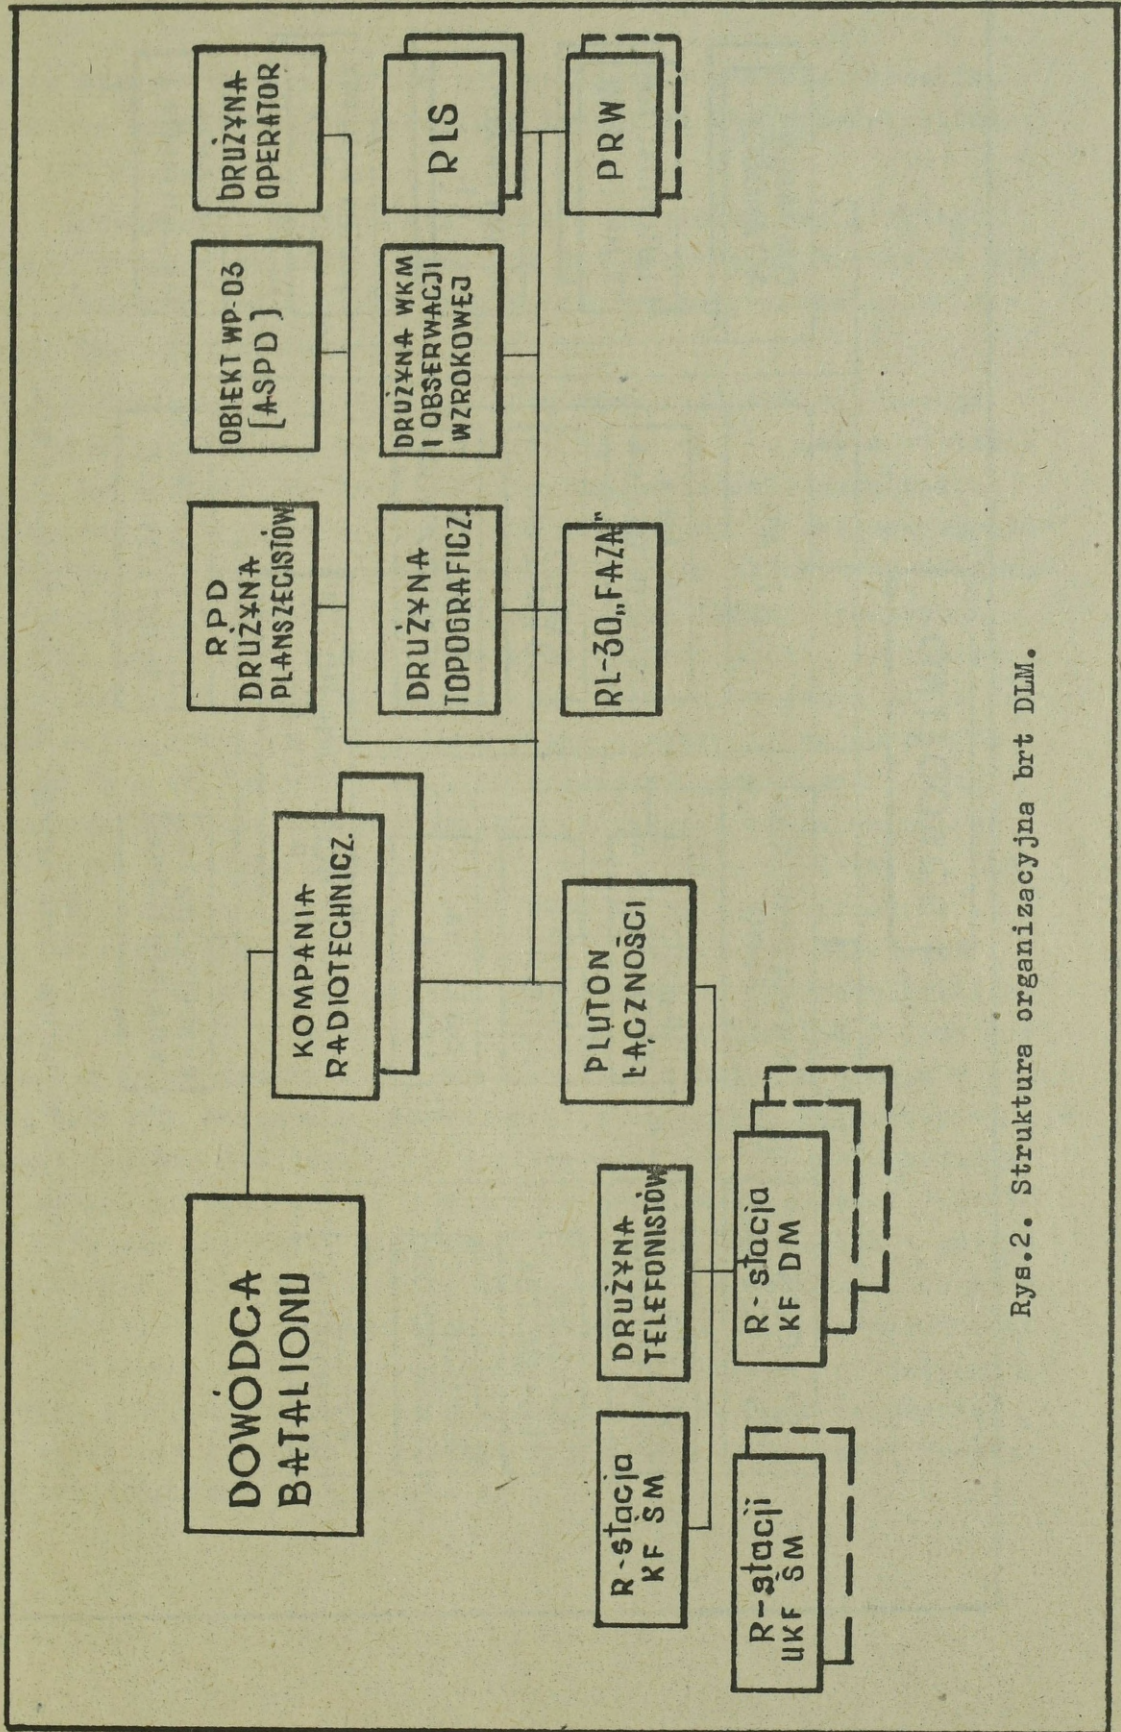 DOWÓDCA
BATALIONU
KOMPANIA
RADIOTECHNICZ.
RPD
DRUŻYNA
PLANSZECISTÓW
OBIEKT WP-03
[ASPD]
DRUŻYNA
OPERATOR
DRUŻYNA
TOPOGRAFICZ.
DRUŻYNA WKM
I OBSERWACJI
WZROKOWEJ
RLS
RL-30„FAZA"
PRW
PLUTON
ŁĄCZNOŚCI
R-stacja
KF ŚM
DRUŻYNA
TELEFONISTÓW
R-stacji
UKF ŚM
R-stacja
KF DM
Rys.2. Struktura organizacyjna brt DLM.